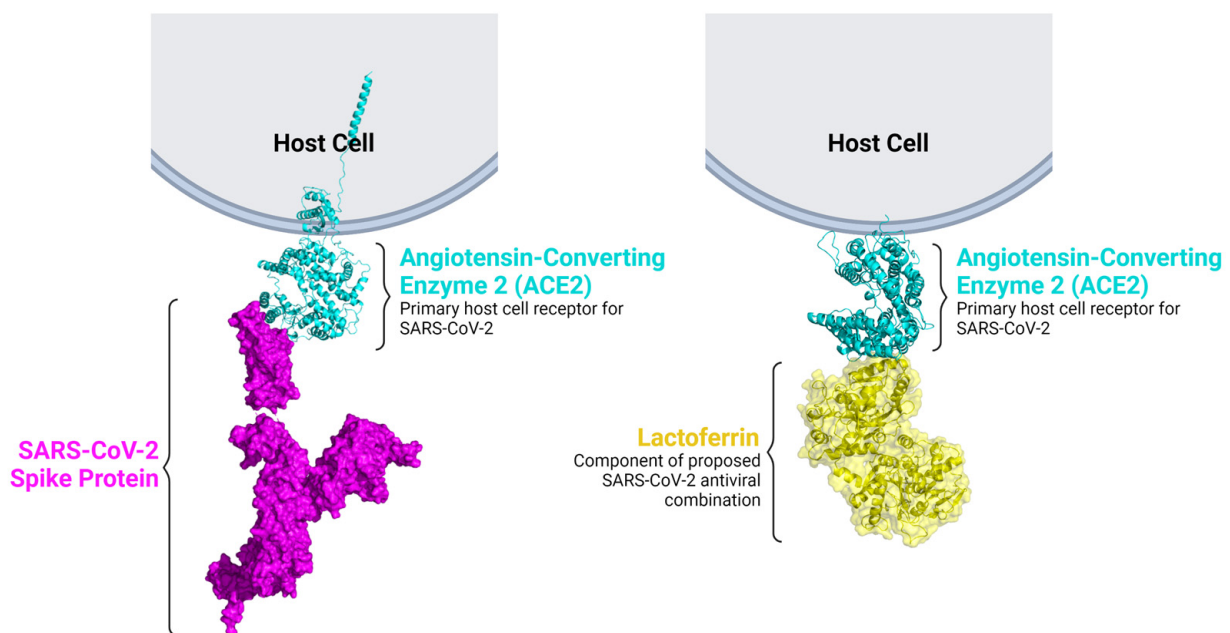 Host Cell
Angiotensin-Converting
Enzyme 2 (ACE2)
Primary host cell receptor for
SARS-CoV-2
SARS-CoV-2
Spike Protein
Host Cell
Angiotensin-Converting
Enzyme 2 (ACE2)
Primary host cell receptor for
SARS-CoV-2
Lactoferrin
Component of proposed
SARS-CoV-2 antiviral
combination